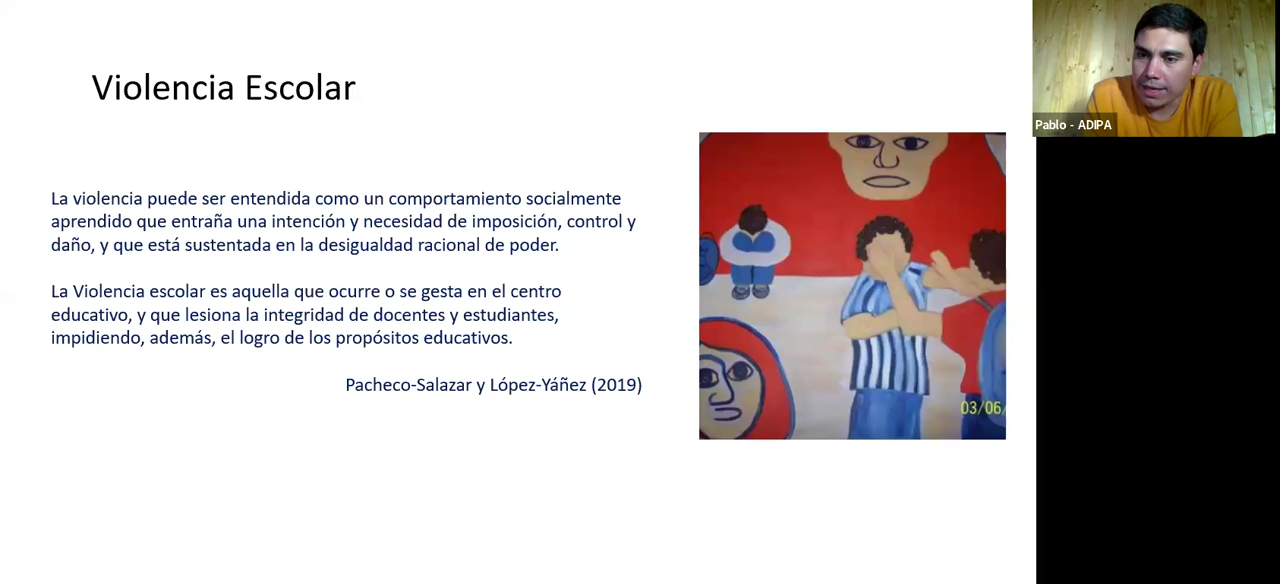 Violencia Escolar
La violencia puede ser entendida como un comportamiento socialmente
aprendido que entraña una intención y necesidad de imposición, control y
daño, y que está sustentada en la desigualdad racional de poder.
La Violencia escolar es aquella que ocurre o se gesta en el centro
educativo, y que lesiona la integridad de docentes y estudiantes,
impidiendo, además, el logro de los propósitos educativos.
Pacheco-Salazar y López-Yáñez (2019)
03/06/
Pablo - ADIPA